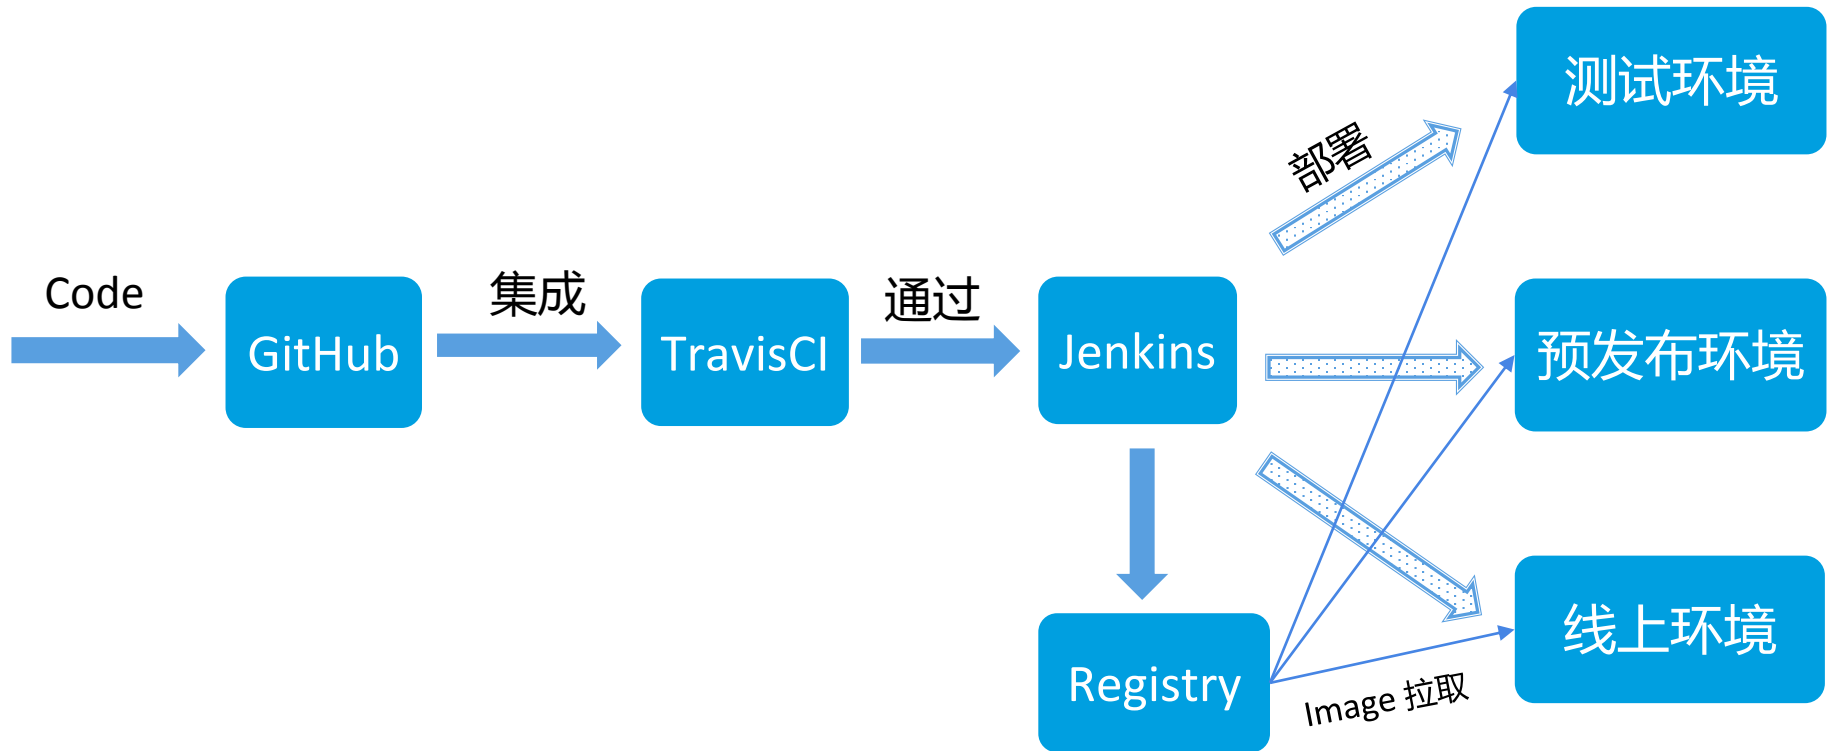 Code
GitHub
集成
TravisCI
通过
Jenkins
部署
测试环境
预发布环境
线上环境
Registry
Image 拉取